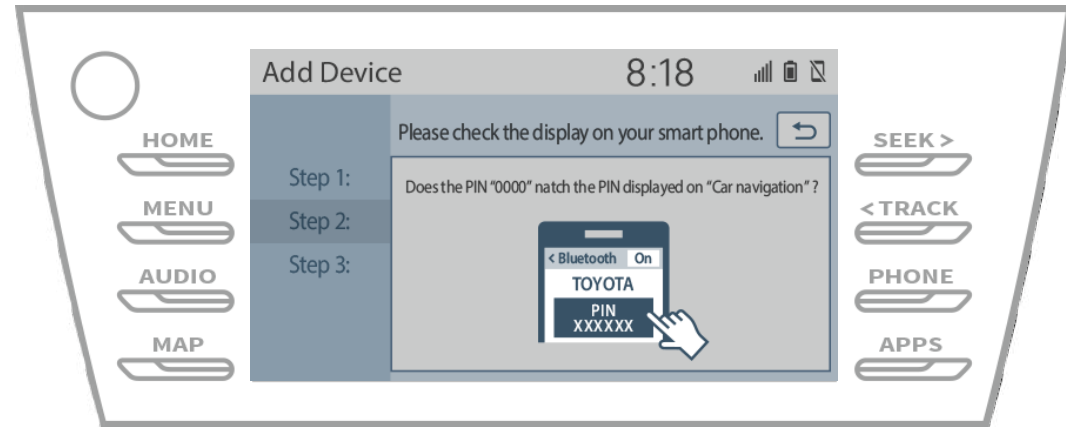 Add Device
8:18
HOME
MENU
AUDIO
MAP
Please check the display on your smart phone.
Step 1:
Step 2:
Step 3:
Does the PIN "0000" natch the PIN displayed on "Car navigation" ?
< Bluetooth On
TOYOTA
PIN
XXXXXX
SEEK >
< TRACK
PHONE
APPS